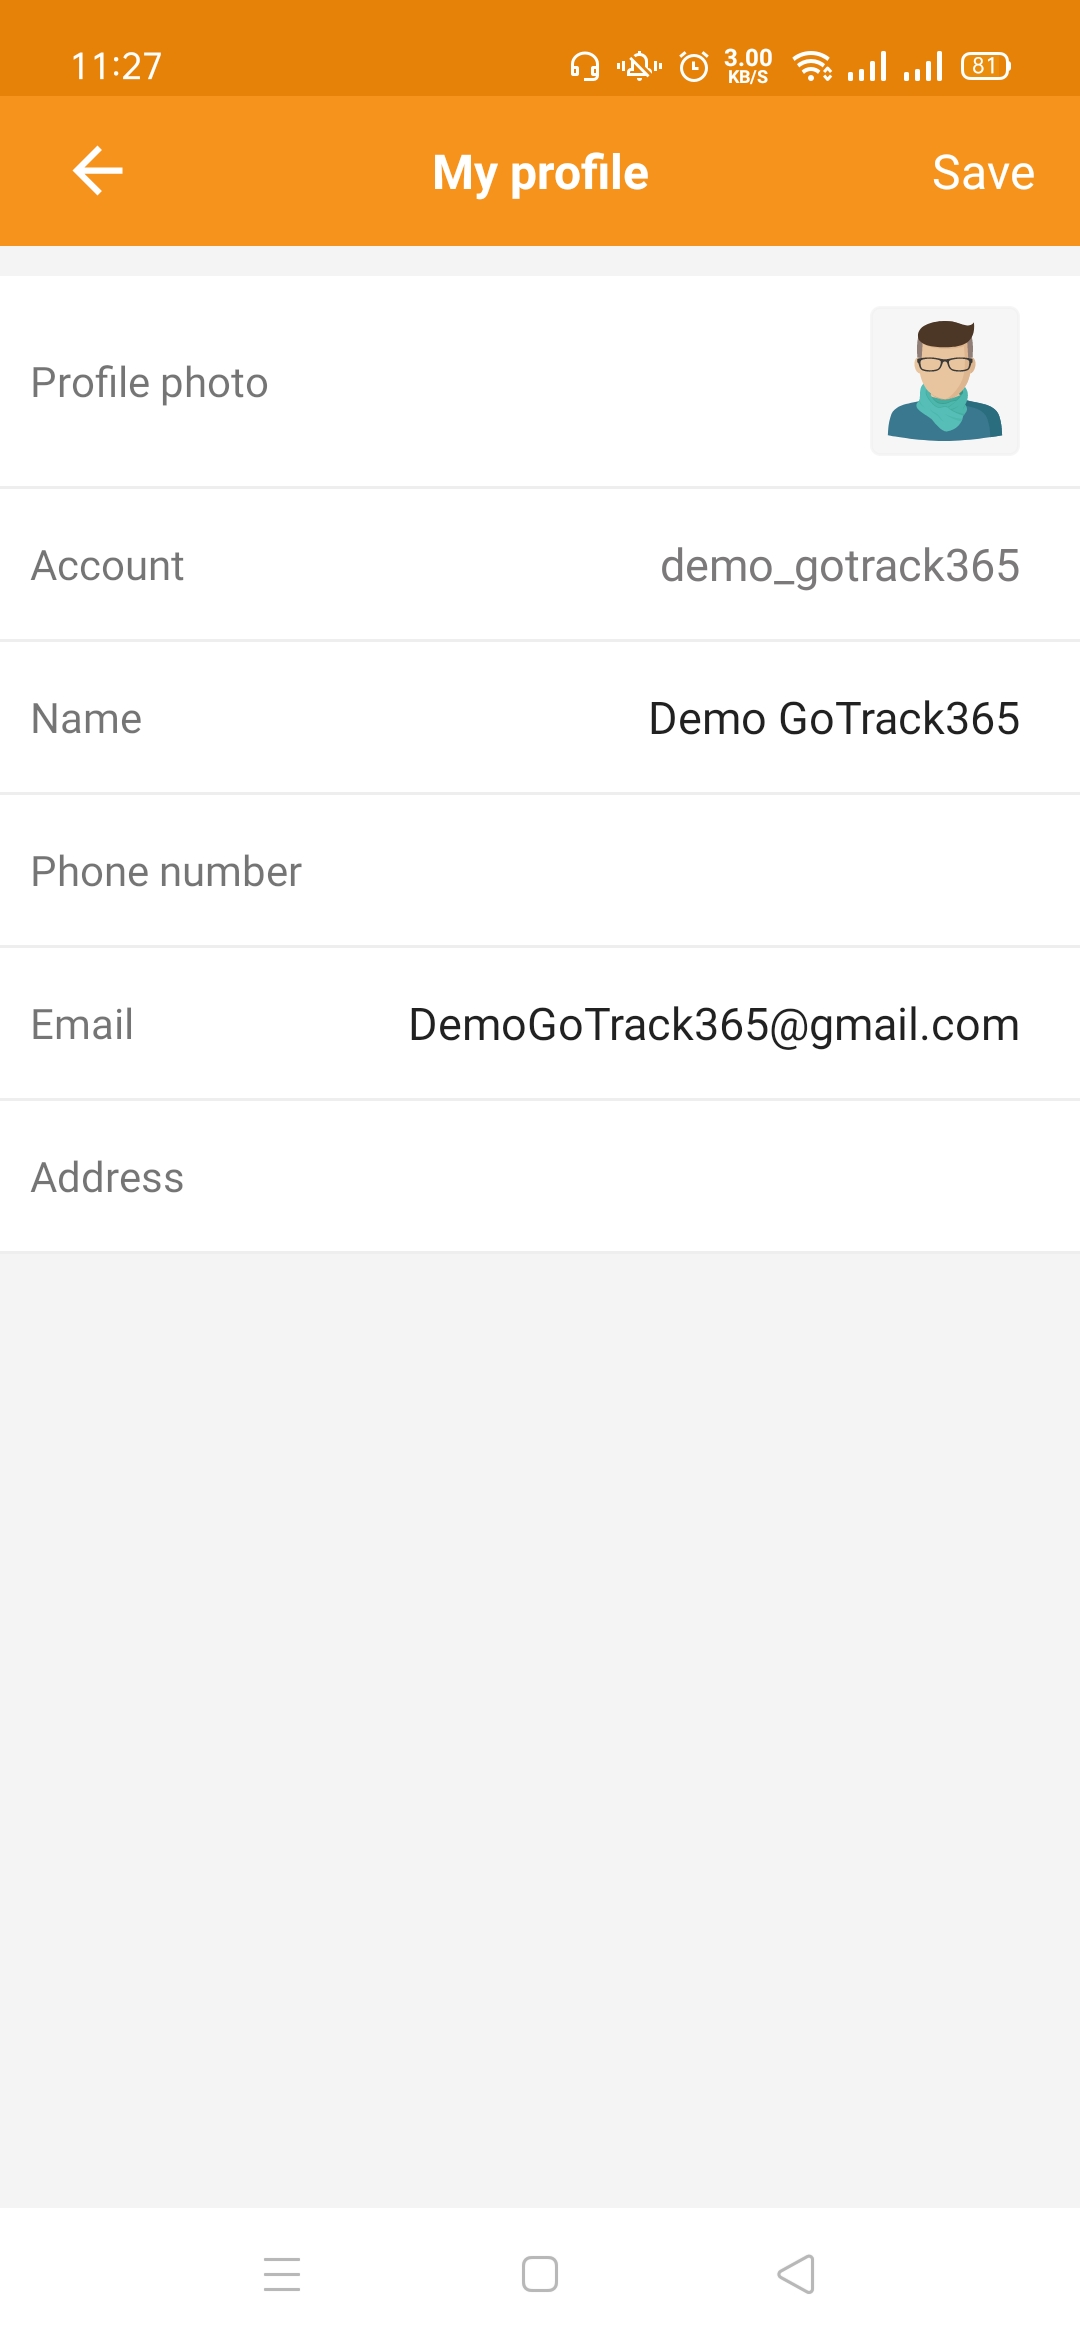 11:27
3.00
KB/S
81
My profile
Save
Profile photo
Account
demo_gotrack365
Name
Demo GoTrack365
Phone number
Email
DemoGoTrack365@gmail.com
Address